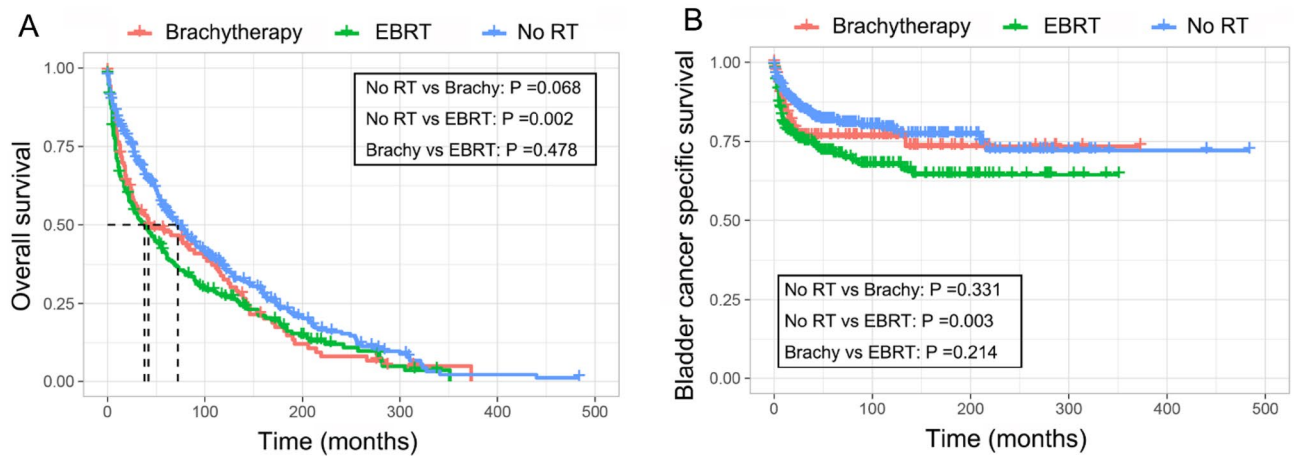 A
Brachytherapy EBRT No RT
Overall survival
1.00
0.75
0.50
0.25
0.00
No RT vs Brachy: P =0.068
No RT vs EBRT: P =0.002
Brachy vs EBRT: P =0.478
0 100 200 300 400 500
Time (months)
B
Brachytherapy EBRT No RT
Bladder cancer specific survival
1.00
0.75
0.50
0.25
0.00
No RT vs Brachy: P =0.331
No RT vs EBRT: P =0.003
Brachy vs EBRT: P =0.214
0 100 200 300 400 500
Time (months)